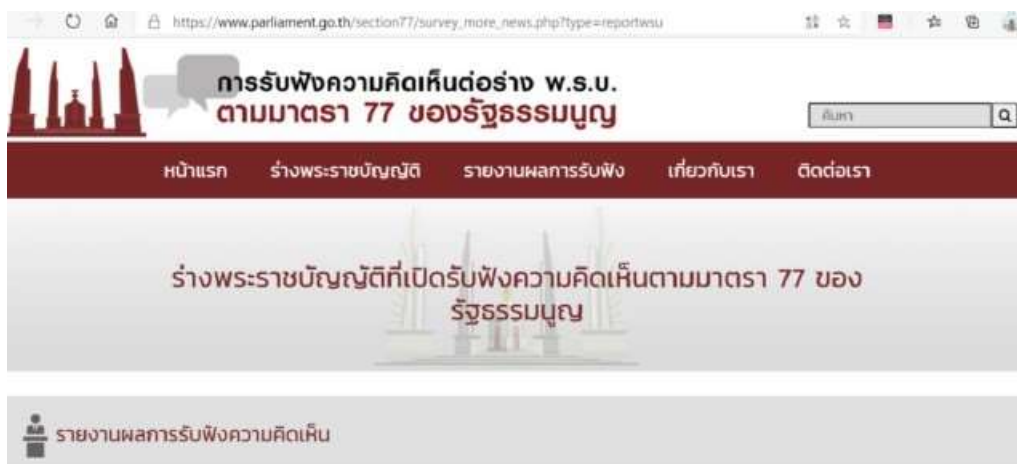 https://www.parliament.go.th/section77/survey_more_news.php?type=reportwsu
การรับฟังความคิดเห็นต่อร่าง พ.ร.บ.
ตามมาตรา 77 ของรัฐธรรมนูญ
ค้นหา
หน้าแรก ร่างพระราชบัญญัติ รายงานผลการรับฟัง เกี่ยวกับเรา ติดต่อเรา
ร่างพระราชบัญญัติที่เปิดรับฟังความคิดเห็นตามมาตรา 77 ของ
รัฐธรรมนูญ
รายงานผลการรับฟังความคิดเห็น